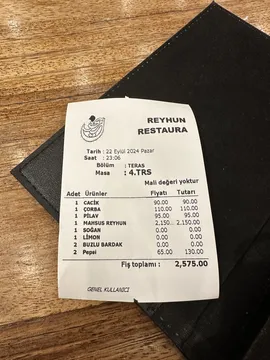 REYHUN
RESTAURA
Tarih : 22 Eylül 2024 Pazar
Saat : 23:06
Bölüm : TERAS
Masa : 4.TRS
Mali değeri yoktur
Adet Ürünler Fiyatı Tutarı
1 CACİK 90.00 90.00
1 ÇORBA 110.00 110.00
1 PİLAV 95.00 95.00
1 MAHSUS REYHUN 2,150... 2,150.00
1 SOĞAN 0.00 0.00
1 LİMON 0.00 0.00
2 BUZLU BARDAK 0.00 0.00
2 Pepsi 65.00 130.00
Fiş toplamı : 2,575.00
GENEL KULLANICI